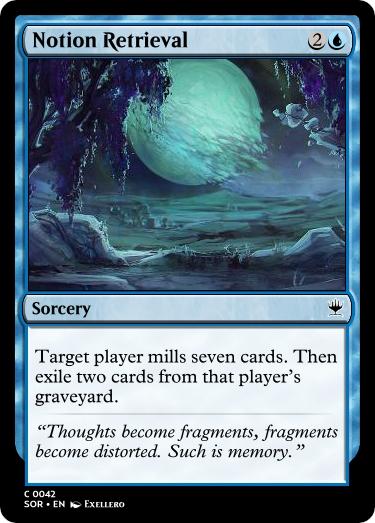 Notion Retrieval 2
Sorcery
Target player mills seven cards. Then
exile two cards from that player's
graveyard.
"Thoughts become fragments, fragments
become distorted. Such is memory."
C 0042
SOR • EN Exellero